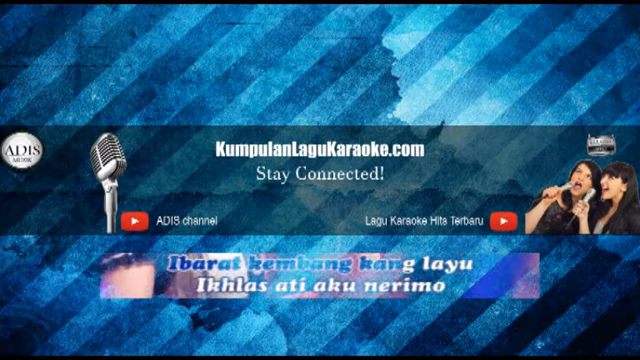 KumpulanLaguKaraoke.com
ADIS
MUSIK
Stay Connected!
ADIS channel
Lagu Karaoke Hits Terbaru
Ibarat kembang kang layu
Ikhlas ati aku nerimo